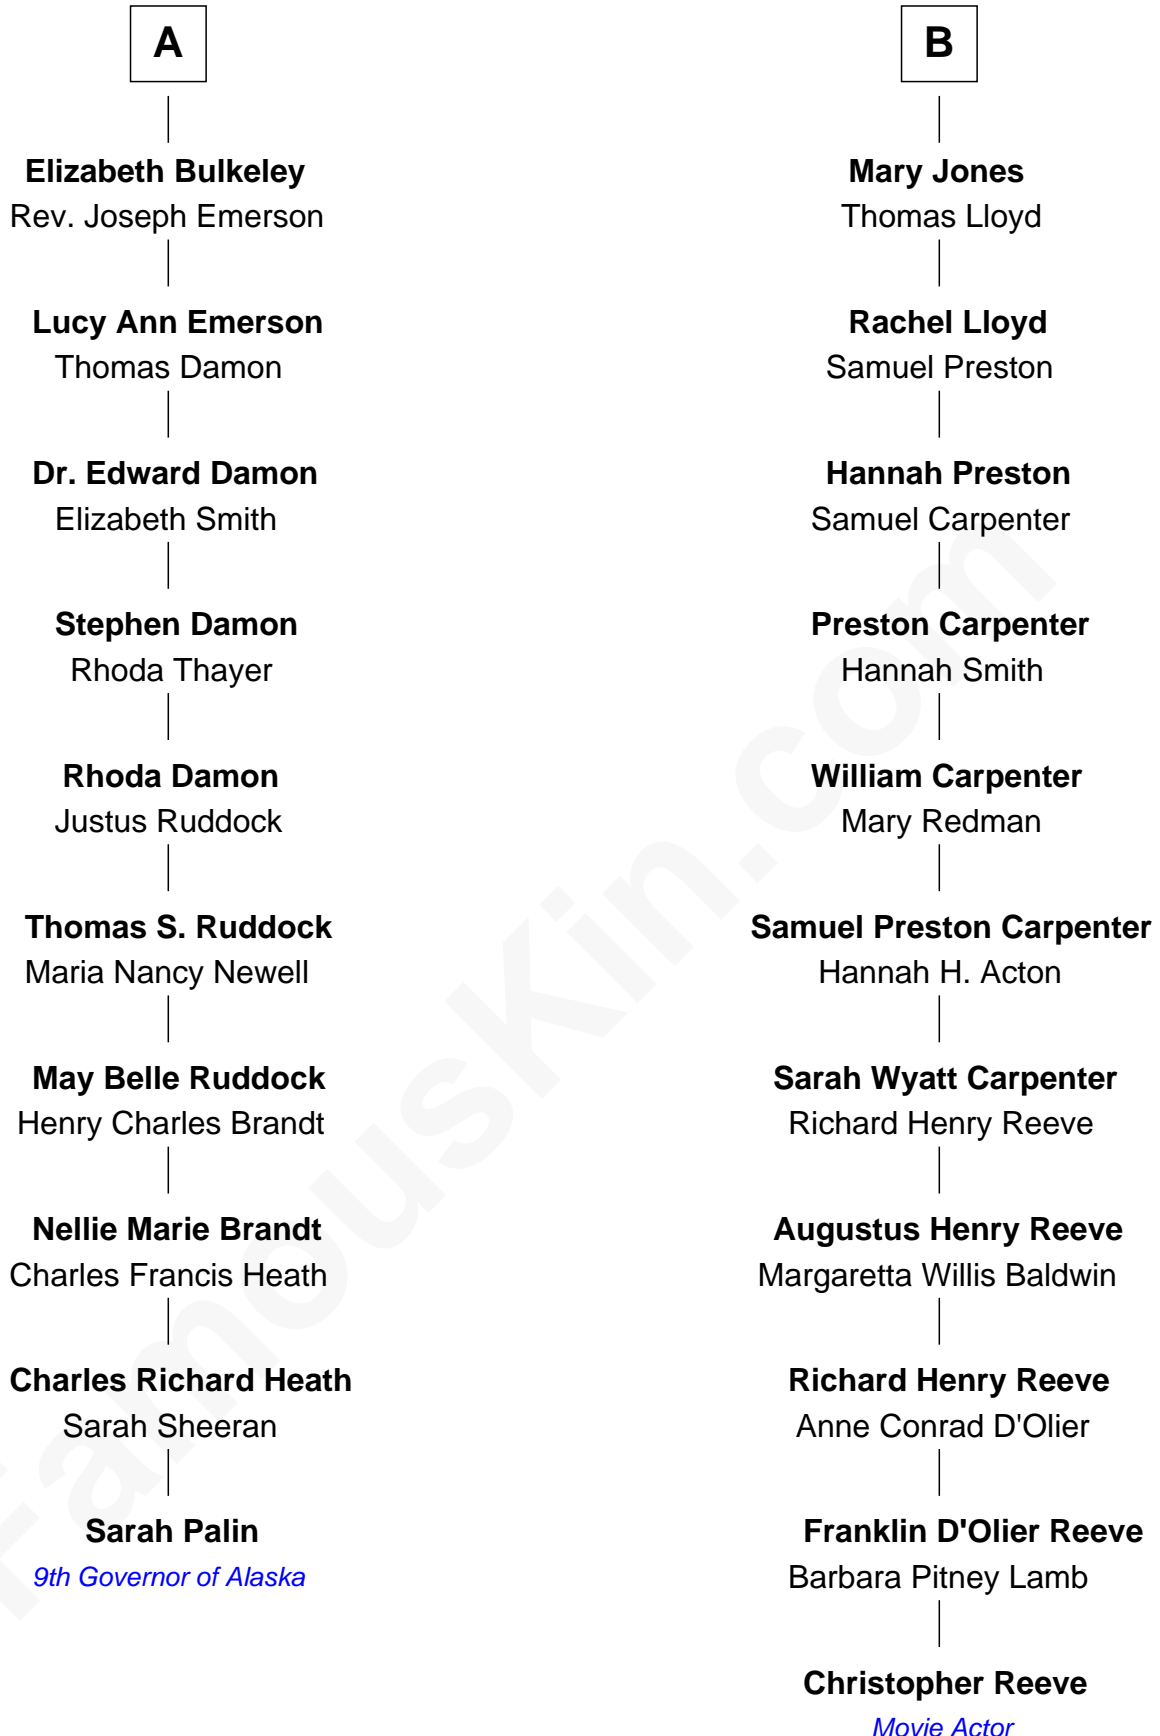 A
Elizabeth Bulkeley
Rev. Joseph Emerson
Lucy Ann Emerson
Thomas Damon
Dr. Edward Damon
Elizabeth Smith
Stephen Damon
Rhoda Thayer
Rhoda Damon
Justus Ruddock
Thomas S. Ruddock
Maria Nancy Newell
May Belle Ruddock
Henry Charles Brandt
Nellie Marie Brandt
Charles Francis Heath
Charles Richard Heath
Sarah Sheeran
Sarah Palin
9th Governor of Alaska
B
Mary Jones
Thomas Lloyd
Rachel Lloyd
Samuel Preston
Hannah Preston
Samuel Carpenter
Preston Carpenter
Hannah Smith
William Carpenter
Mary Redman
Samuel Preston Carpenter
Hannah H. Acton
Sarah Wyatt Carpenter
Richard Henry Reeve
Augustus Henry Reeve
Margaretta Willis Baldwin
Richard Henry Reeve
Anne Conrad D'Olier
Franklin D'Olier Reeve
Barbara Pitney Lamb
Christopher Reeve
Movie Actor
FamousKin.com